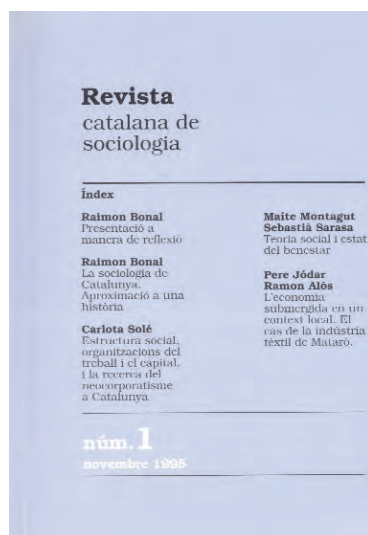 Revista
catalana de
sociologia
Índex
Raimon Bonal
Presentació a
manera de reflexió
Raimon Bonal
La sociologia de
Catalunya.
Aproximació a una
història
Carlota Solé
Estructura social,
organitzacions del
treball i el capital,
i la recerca del
neocorporatisme
a Catalunya
Maite Montagut
Sebastià Sarasa
Teoria social i estat
del benestar
Pere Jódar
Ramon Alòs
L'economia
submergida en un
context local. El
cas de la indústria
tèxtil de Mataró.
núm. 1
novembre 1995